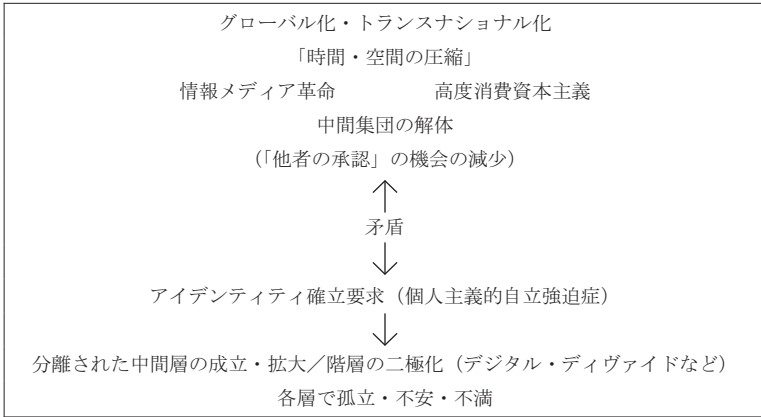 グローバル化・トランスナショナル化
「時間・空間の圧縮」
情報メディア革命　　　　　高度消費資本主義
中間集団の解体
（「他者の承認」の機会の減少）
矛盾
アイデンティティ確立要求（個人主義的自立強迫症）
分離された中間層の成立・拡大／階層の二極化（デジタル・ディヴァイドなど）
各層で孤立・不安・不満